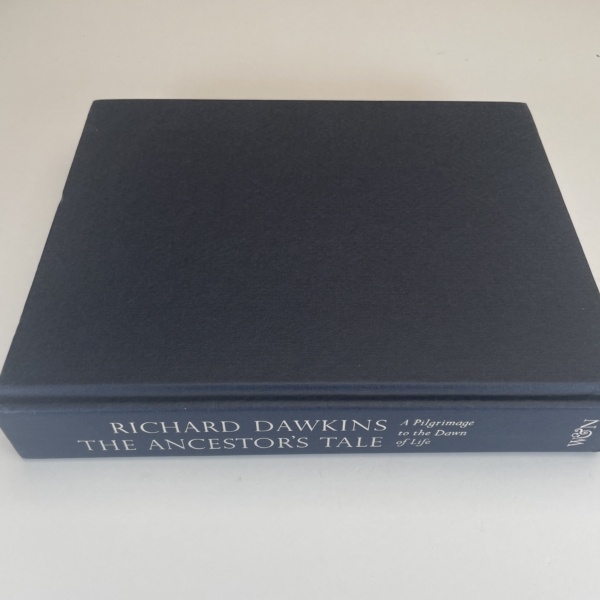 RICHARD DAWKINS
THE ANCESTOR'S TALE
A Pilgrimage
to the Dawn
of Life
N&W